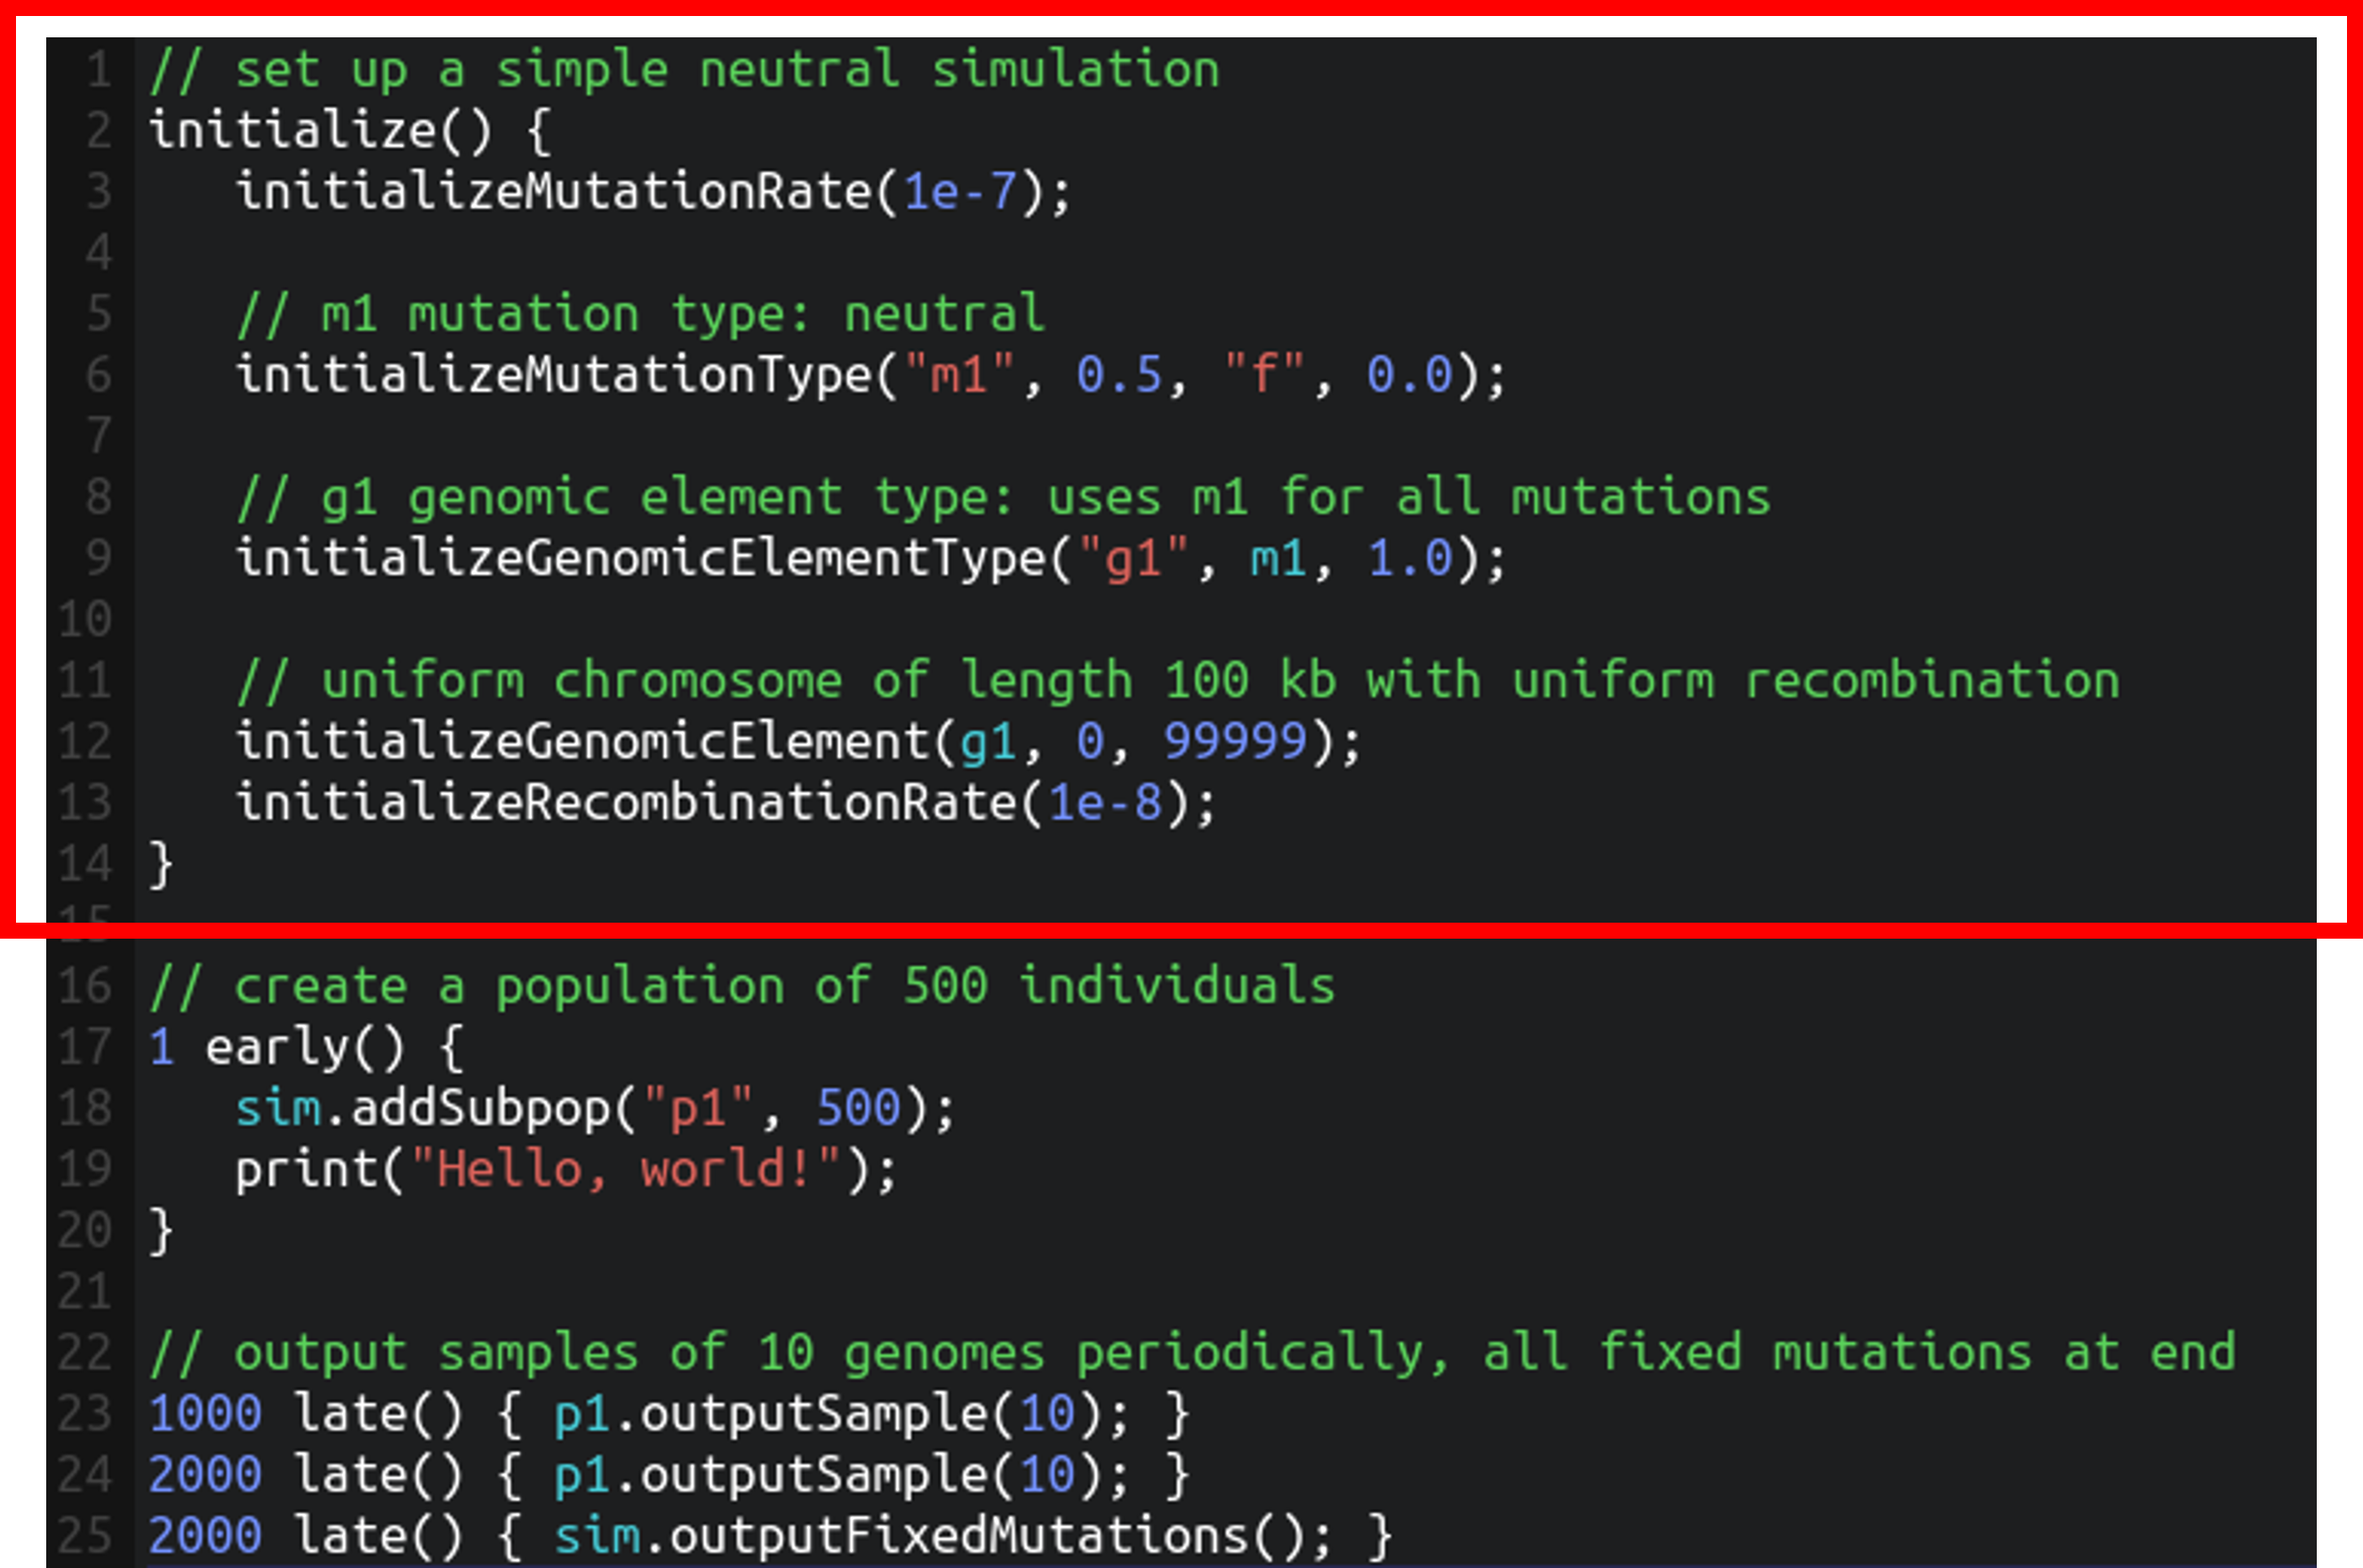 1 // set up a simple neutral simulation
2 initialize() {
3    initializeMutationRate(1e-7);
4
5    // m1 mutation type: neutral
6    initializeMutationType("m1", 0.5, "f", 0.0);
7
8    // g1 genomic element type: uses m1 for all mutations
9    initializeGenomicElementType("g1", m1, 1.0);
10
11    // uniform chromosome of length 100 kb with uniform recombination
12    initializeGenomicElement(g1, 0, 99999);
13    initializeRecombinationRate(1e-8);
14 }
15
16 // create a population of 500 individuals
17 1 early() {
18    sim.addSubpop("p1", 500);
19    print("Hello, world!");
20 }
21
22 // output samples of 10 genomes periodically, all fixed mutations at end
23 1000 late() { p1.outputSample(10); }
24 2000 late() { p1.outputSample(10); }
25 2000 late() { sim.outputFixedMutations(); }